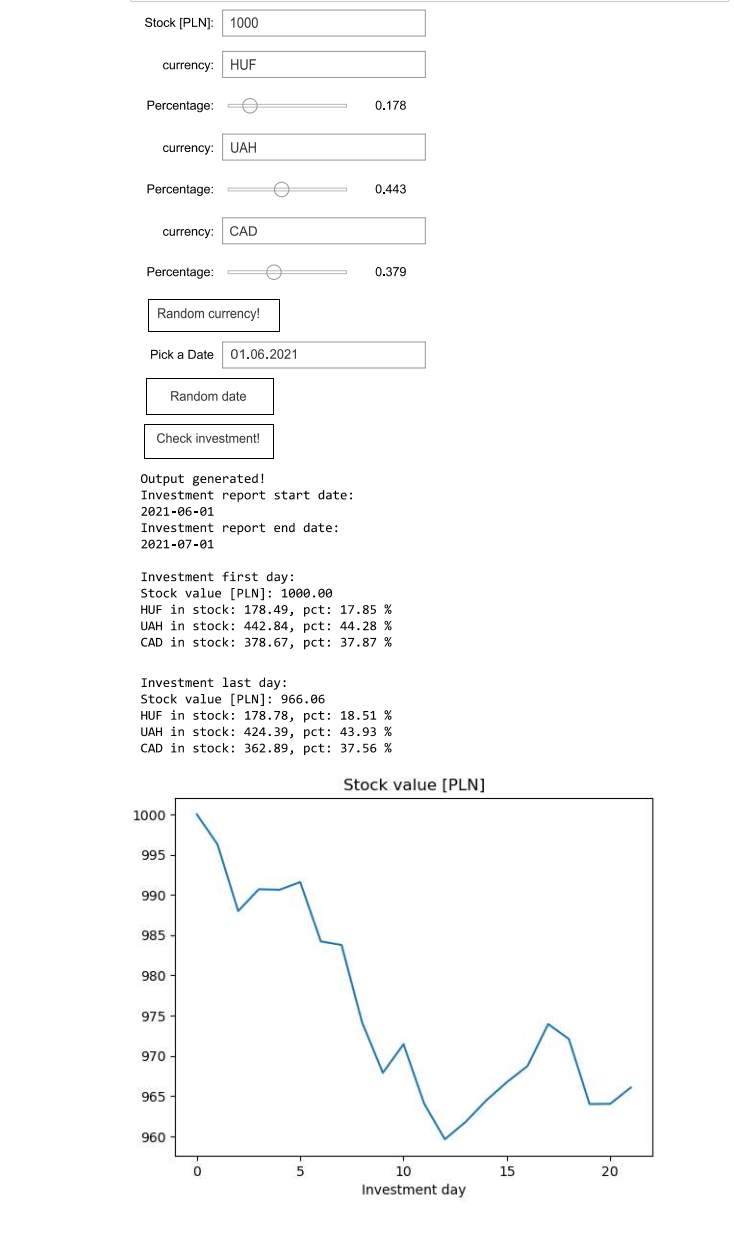 Stock [PLN]: 1000
currency: HUF
Percentage: 0.178
currency: UAH
Percentage: 0.443
currency: CAD
Percentage: 0.379
Random currency!
Pick a Date 01.06.2021
Random date
Check investment!
Output generated!
Investment report start date:
2021-06-01
Investment report end date:
2021-07-01
Investment first day:
Stock value [PLN]: 1000.00
HUF in stock: 178.49, pct: 17.85 %
UAH in stock: 442.84, pct: 44.28 %
CAD in stock: 378.67, pct: 37.87 %
Investment last day:
Stock value [PLN]: 966.06
HUF in stock: 178.78, pct: 18.51 %
UAH in stock: 424.39, pct: 43.93 %
CAD in stock: 362.89, pct: 37.56 %
Stock value [PLN]
1000
995
990
985
980
975
970
965
960
0 5 10 15 20
Investment day